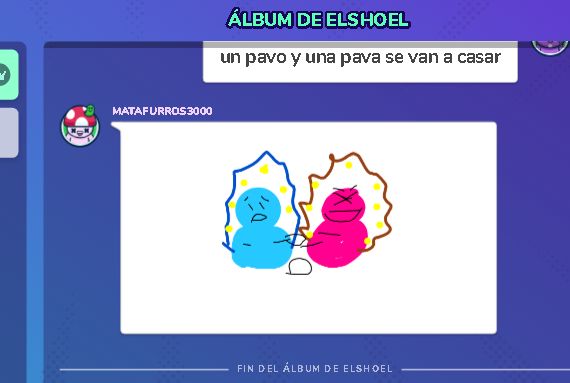 ÁLBUM DE ELSHOEL
un pavo y una pava se van a casar
MATAFURROS3000
FIN DEL ÁLBUM DE ELSHOEL